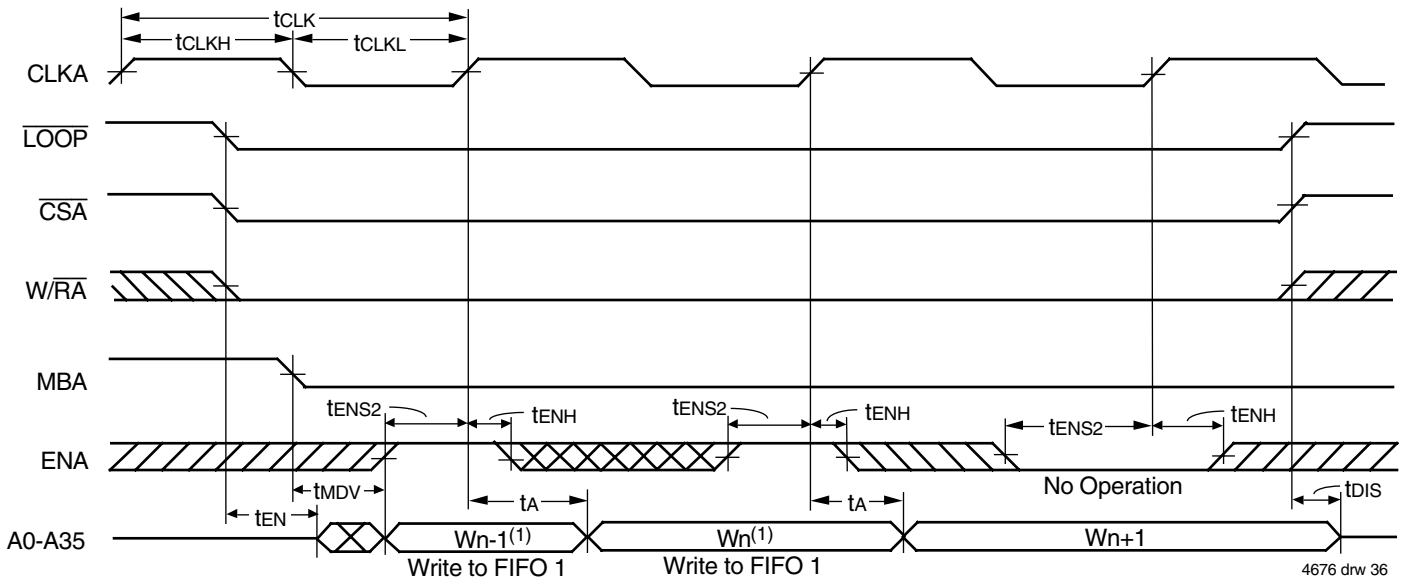 tCLK
tCLKH tCLKL
CLKA
LOOP
CSA
W/RA
MBA
tENS2 tENH tENS2 tENH tENS2 tENH
ENA
No Operation
tMDV
tEN tA tA tDIS
A0-A35 Wn-1(1) Wn(1) Wn+1
Write to FIFO 1 Write to FIFO 1
4676 drw 36